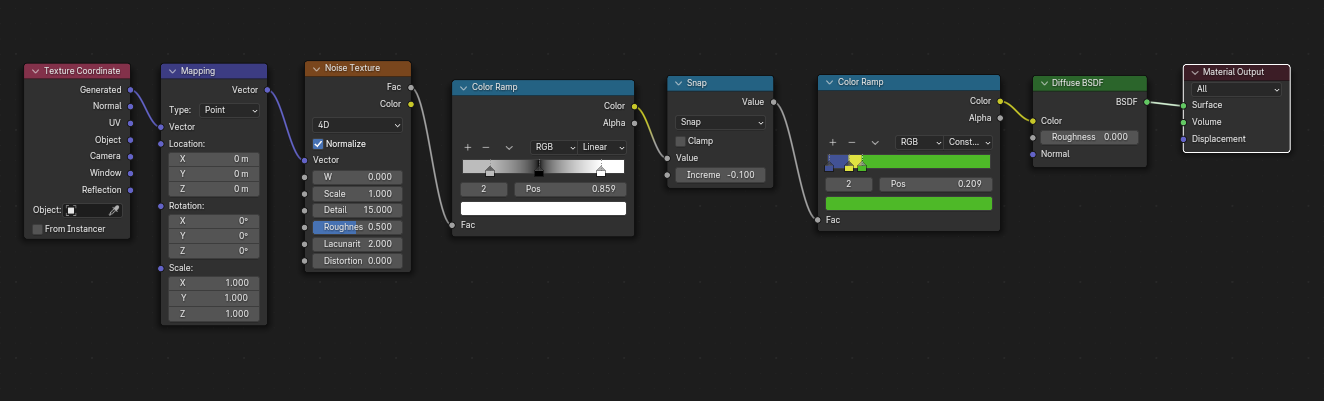 Texture Coordinate
Generated
Normal
UV
Object
Camera
Window
Reflection
Object:
From Instancer
Mapping
Vector
Type: Point
Vector
Location:
X 0 m
Y 0 m
Z 0 m
Rotation:
X 0°
Y 0°
Z 0°
Scale:
X 1.000
Y 1.000
Z 1.000
Noise Texture
Fac
Color
4D
Normalize
Vector
W 0.000
Scale 1.000
Detail 15.000
Roughnes 0.500
Lacunarit 2.000
Distortion 0.000
Color Ramp
Color
Alpha
+ − RGB Linear
2 Pos 0.859
Fac
Snap
Value
Snap
Clamp
Value
Increme -0.100
Color Ramp
Color
Alpha
+ − RGB Const...
2 Pos 0.209
Fac
Diffuse BSDF
BSDF
Color
Roughness 0.000
Normal
Material Output
All
Surface
Volume
Displacement